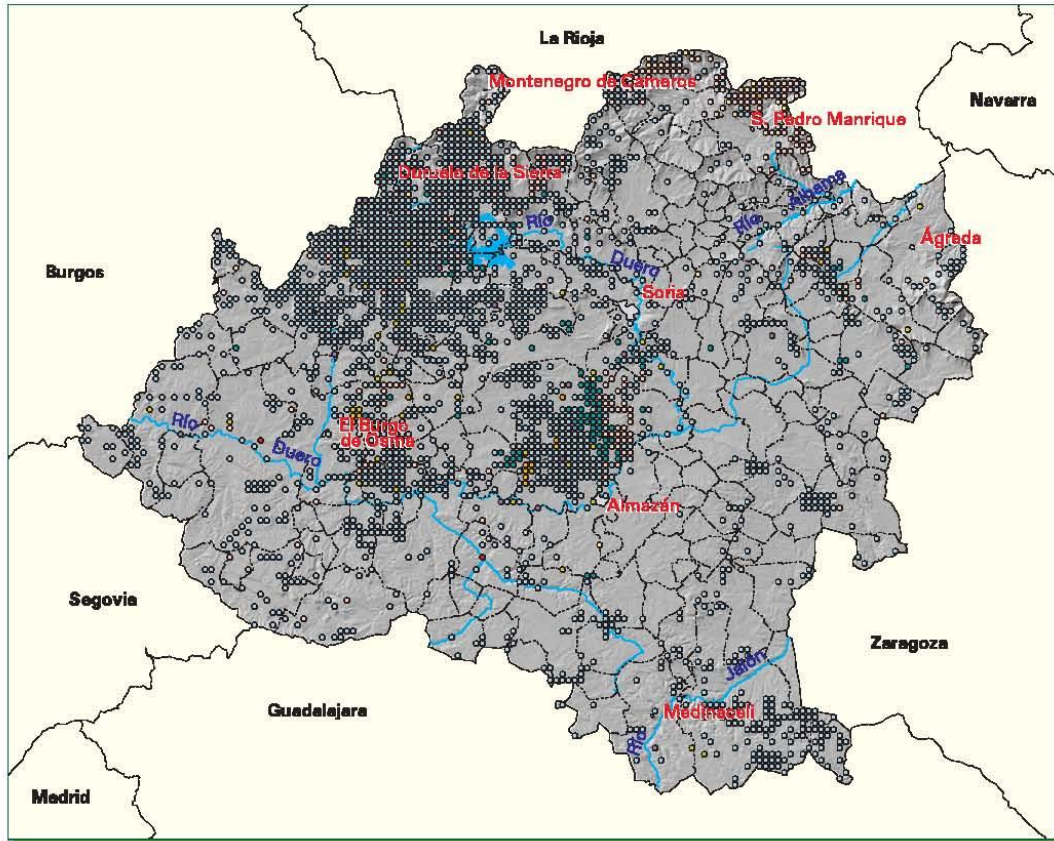 La Rioja
Montenegro de Cameros
Navarra
S. Pedro Manrique
Duruelo de la Sierra
Río
Alhama
Río
Duero
Ágreda
Burgos
Soria
Río
Duero
El Burgo
de Osma
Almazán
Segovia
Zaragoza
Jalón
Guadalajara
Medinaceli
Río
Madrid